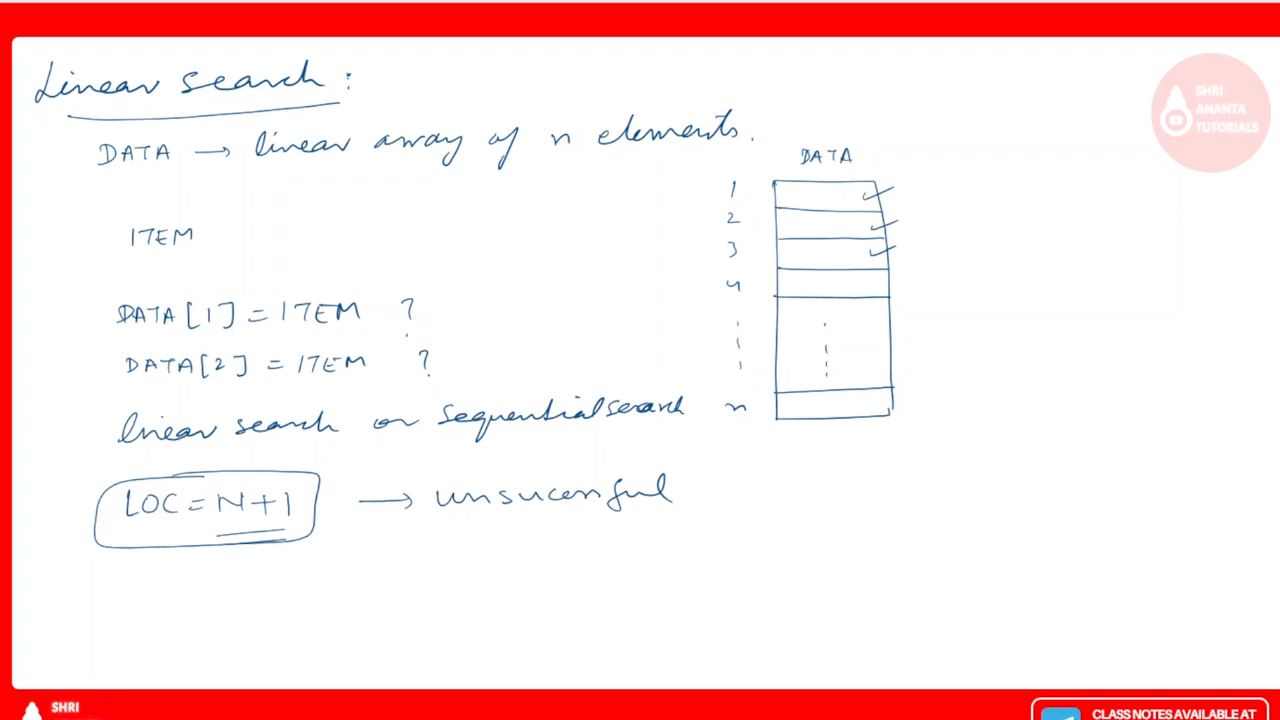 Linear search :
DATA → linear array of n elements.
ITEM
DATA[1] = ITEM ?
DATA[2] = ITEM ?
linear search or sequential search
LOC = N+1 → unsucessful
DATA
1
2
3
4
n
SHRI
ANANTA
TUTORIALS
SHRI
CLASS NOTES AVAILABLE AT